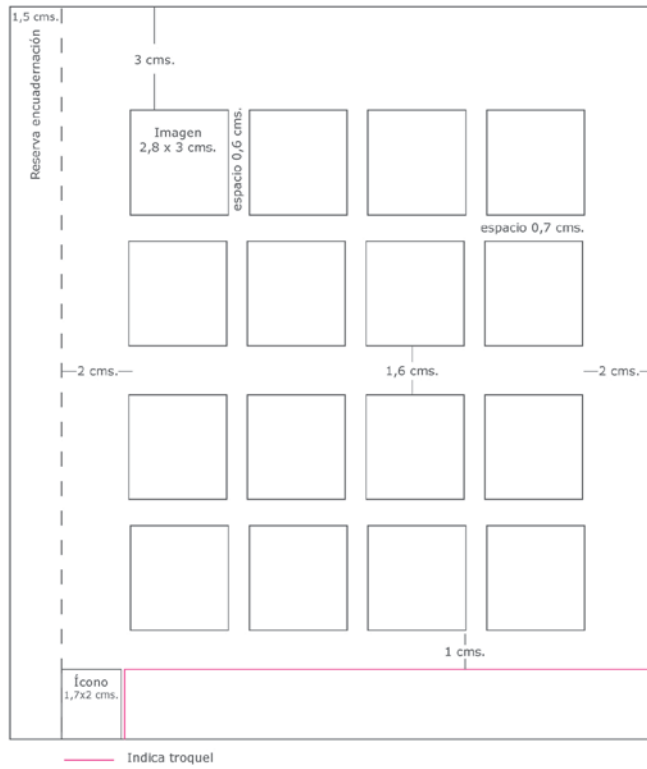 1,5 cms.
Reserva encuadernación
3 cms.
Imagen
2,8 x 3 cms.
espacio 0,6 cms.
espacio 0,7 cms.
2 cms.
1,6 cms.
2 cms.
1 cms.
Ícono
1,7x2 cms.
Indica troquel